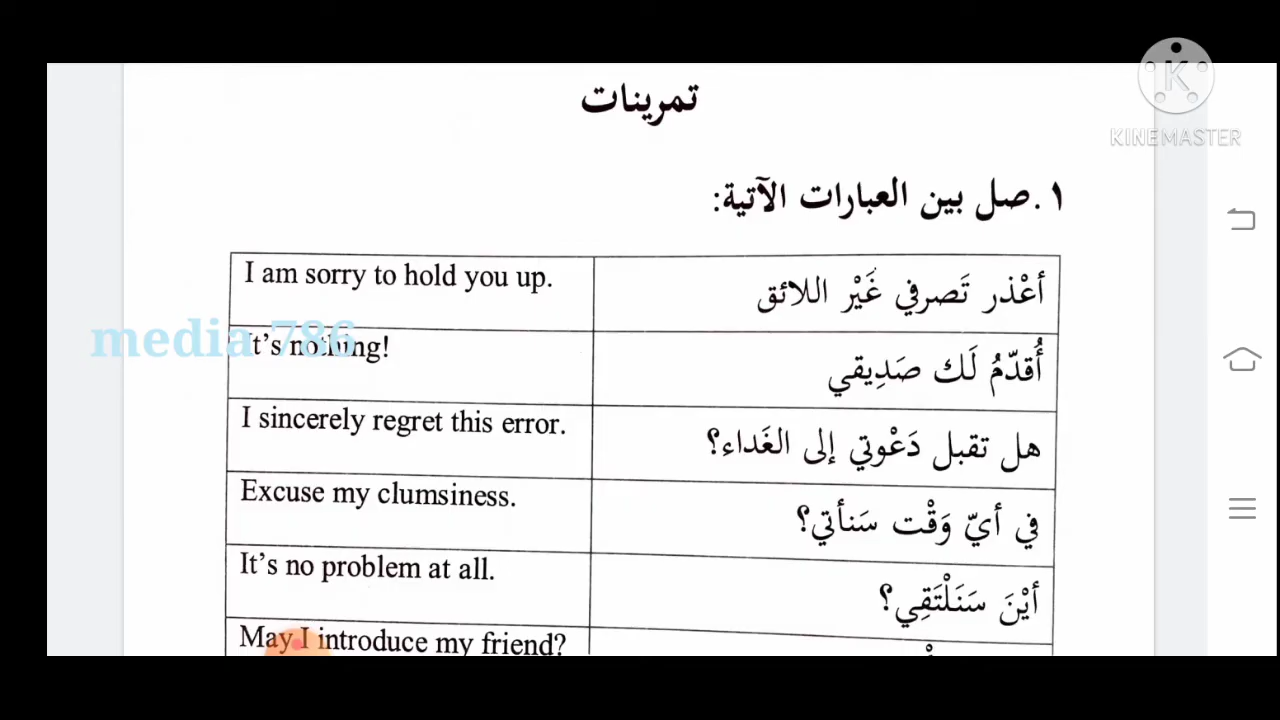 KINEMASTER
تمرينات
١.صل بين العبارات الآتية:
I am sorry to hold you up.
أعْذر تَصرفي غَيْر اللائق
media 786
It's nothing!
أُقدّمُ لَك صَدِيقي
I sincerely regret this error.
هل تقبل دَعْوتي إلى الغَداء؟
Excuse my clumsiness.
في أيّ وَقْت سَنأتي؟
It's no problem at all.
أيْنَ سَنَلْتَقِي؟
May I introduce my friend?